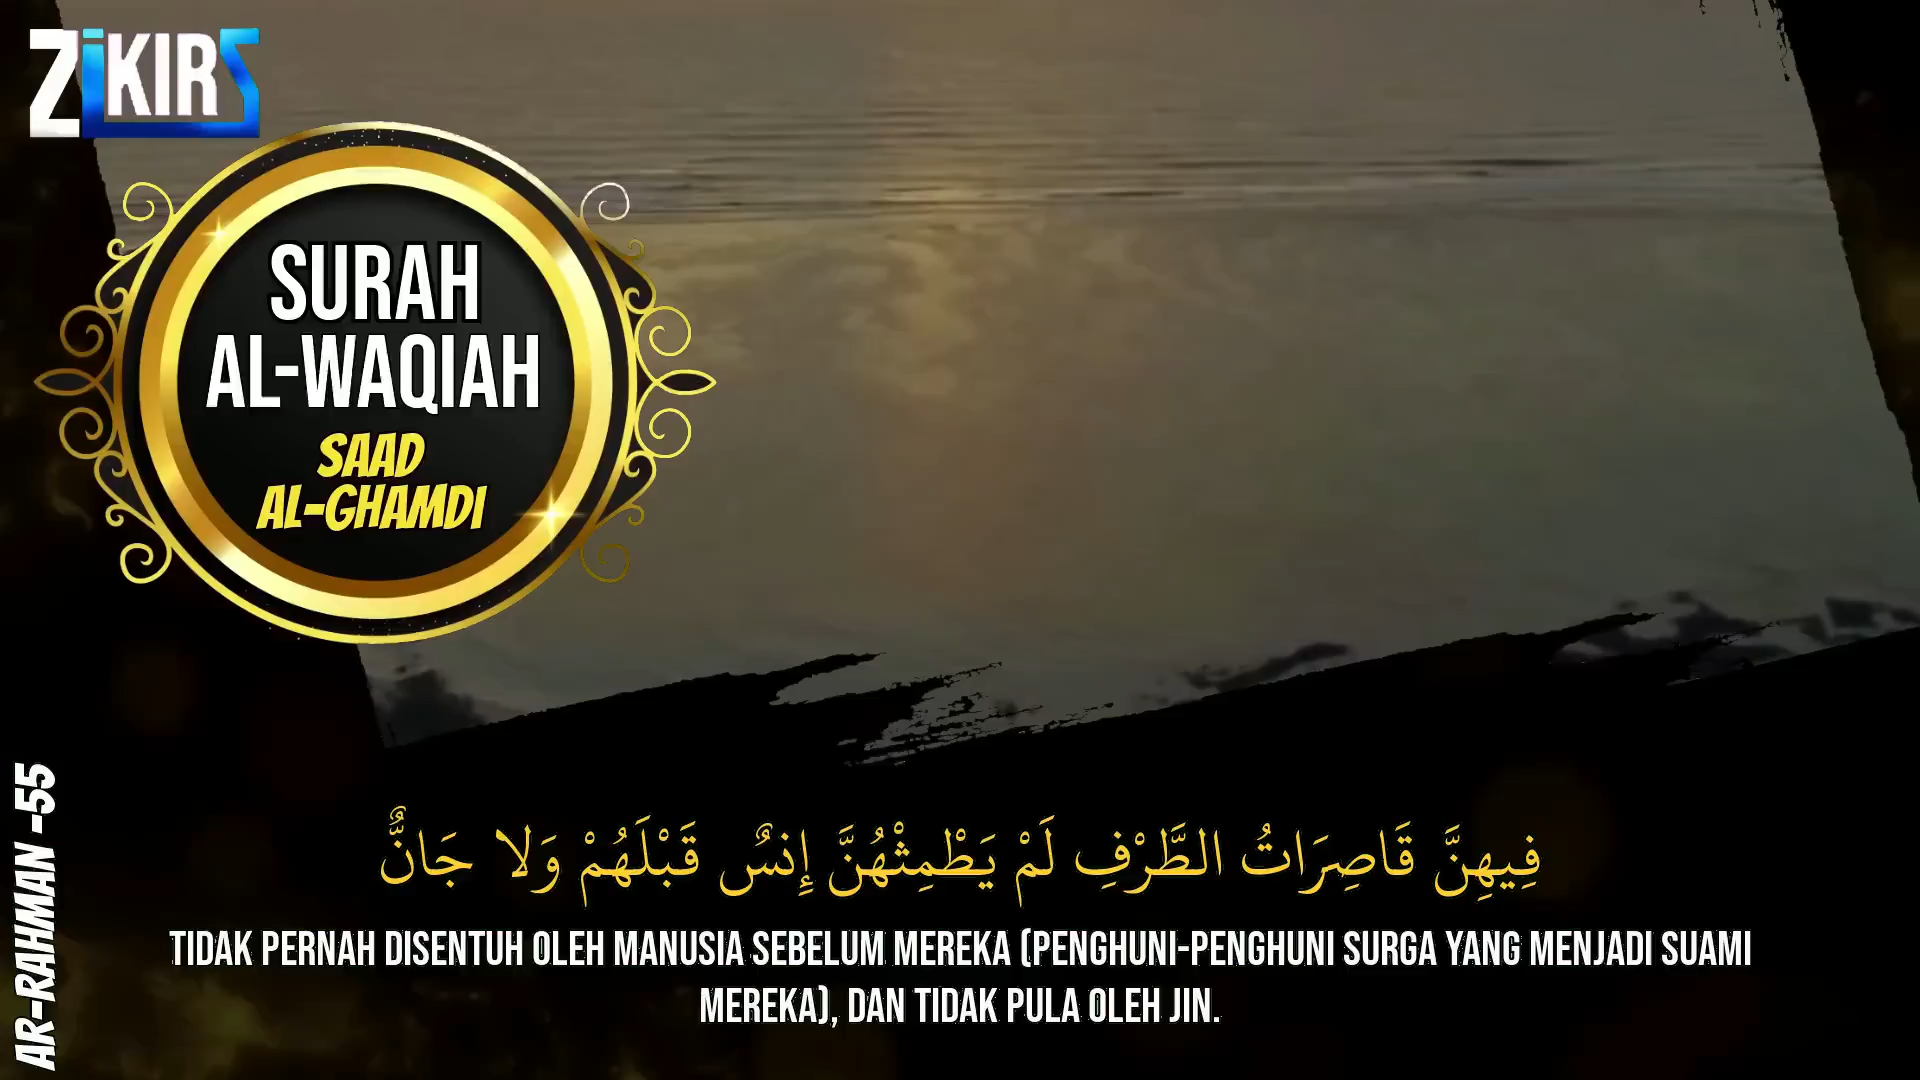 ZiKIRS
SURAH
AL-WAQIAH
SAAD
AL-GHAMDI
AR-RAHMAN -55
فِيهِنَّ قَاصِرَاتُ الطَّرْفِ لَمْ يَطْمِثْهُنَّ إِنسٌ قَبْلَهُمْ وَلا جَانٌّ
TIDAK PERNAH DISENTUH OLEH MANUSIA SEBELUM MEREKA (PENGHUNI-PENGHUNI SURGA YANG MENJADI SUAMI
MEREKA), DAN TIDAK PULA OLEH JIN.